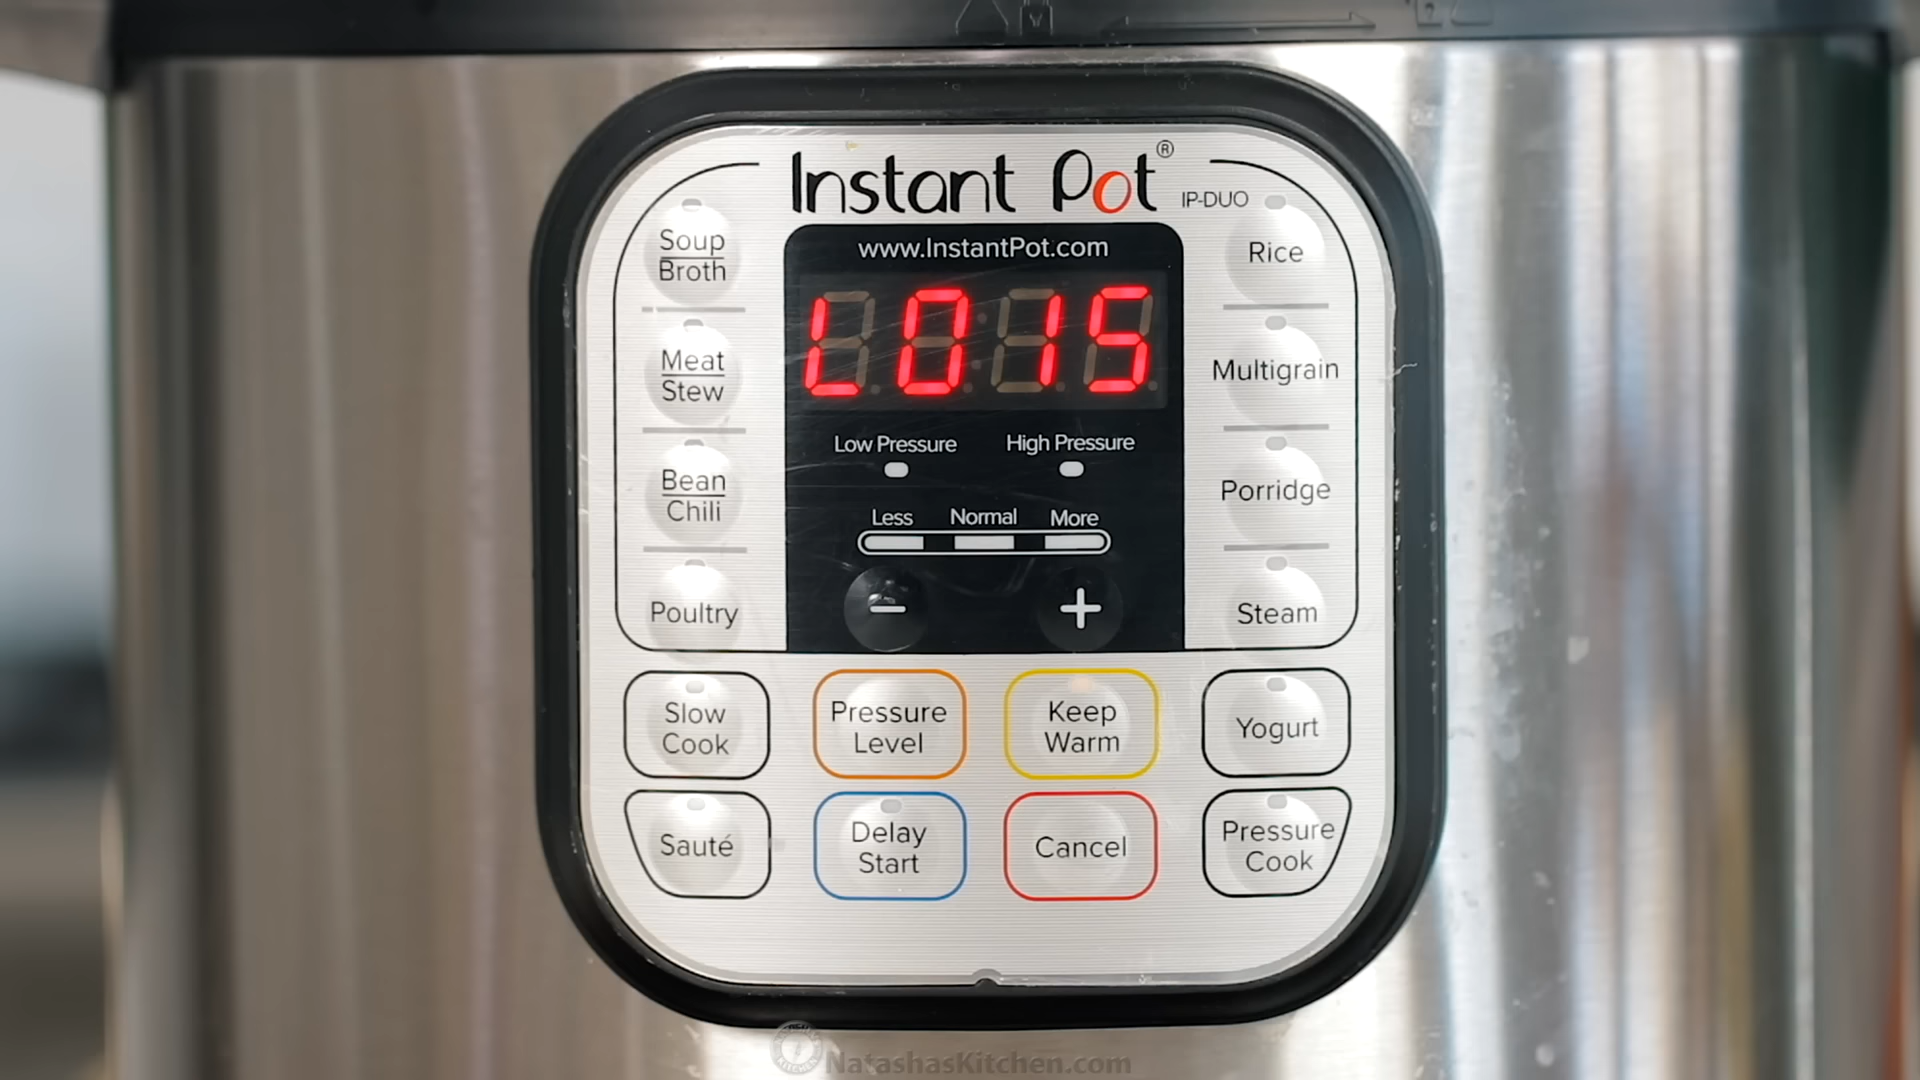 Instant Pot®
IP-DUO
www.InstantPot.com
L015
Low Pressure
High Pressure
Less
Normal
More
−
+
Soup
Broth
Meat
Stew
Bean
Chili
Poultry
Rice
Multigrain
Porridge
Steam
Slow
Cook
Pressure
Level
Keep
Warm
Yogurt
Sauté
Delay
Start
Cancel
Pressure
Cook
NatashasKitchen.com